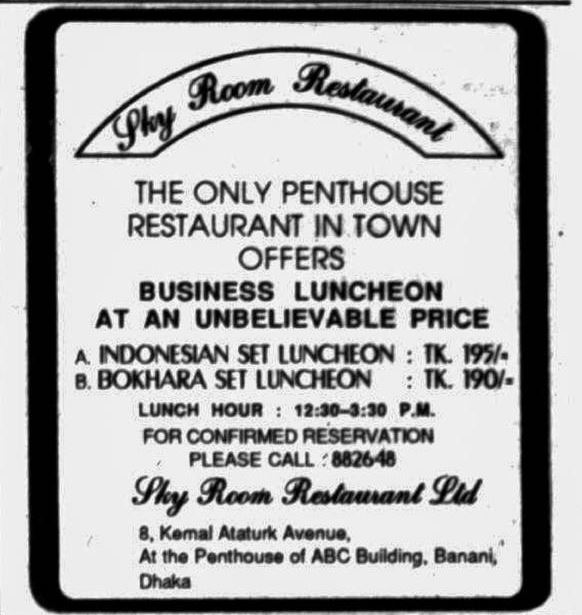 Sky Room Restaurant
THE ONLY PENTHOUSE
RESTAURANT IN TOWN
OFFERS
BUSINESS LUNCHEON
AT AN UNBELIEVABLE PRICE
A. INDONESIAN SET LUNCHEON : TK. 195/-
B. BOKHARA SET LUNCHEON : TK. 190/-
LUNCH HOUR : 12:30–3:30 P.M.
FOR CONFIRMED RESERVATION
PLEASE CALL : 882648
Sky Room Restaurant Ltd
8, Kemal Ataturk Avenue,
At the Penthouse of ABC Building, Banani,
Dhaka